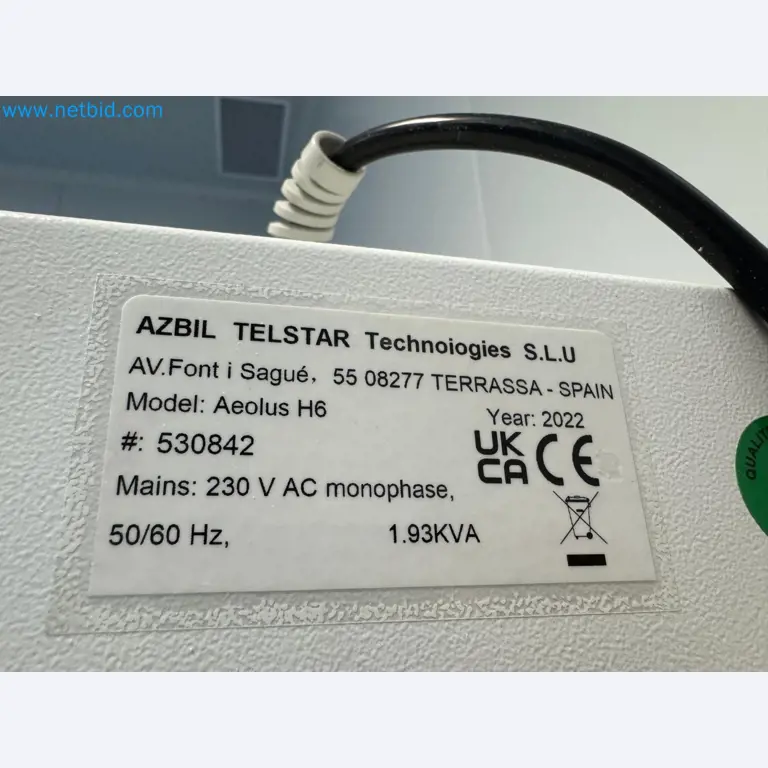 www.netbid.com
AZBIL TELSTAR Technoiogies S.L.U
AV.Font i Sagué, 55 08277 TERRASSA - SPAIN
Model: Aeolus H6
Year: 2022
#: 530842
UK
CA CE
Mains: 230 V AC monophase,
50/60 Hz, 1.93KVA